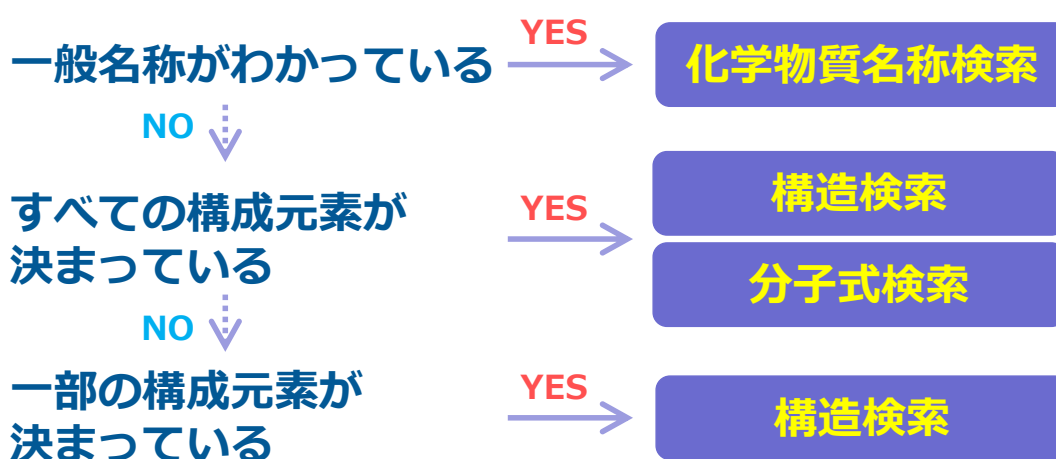 一般名称がわかっている
YES
化学物質名称検索
NO
すべての構成元素が
決まっている
YES
構造検索
分子式検索
NO
一部の構成元素が
決まっている
YES
構造検索